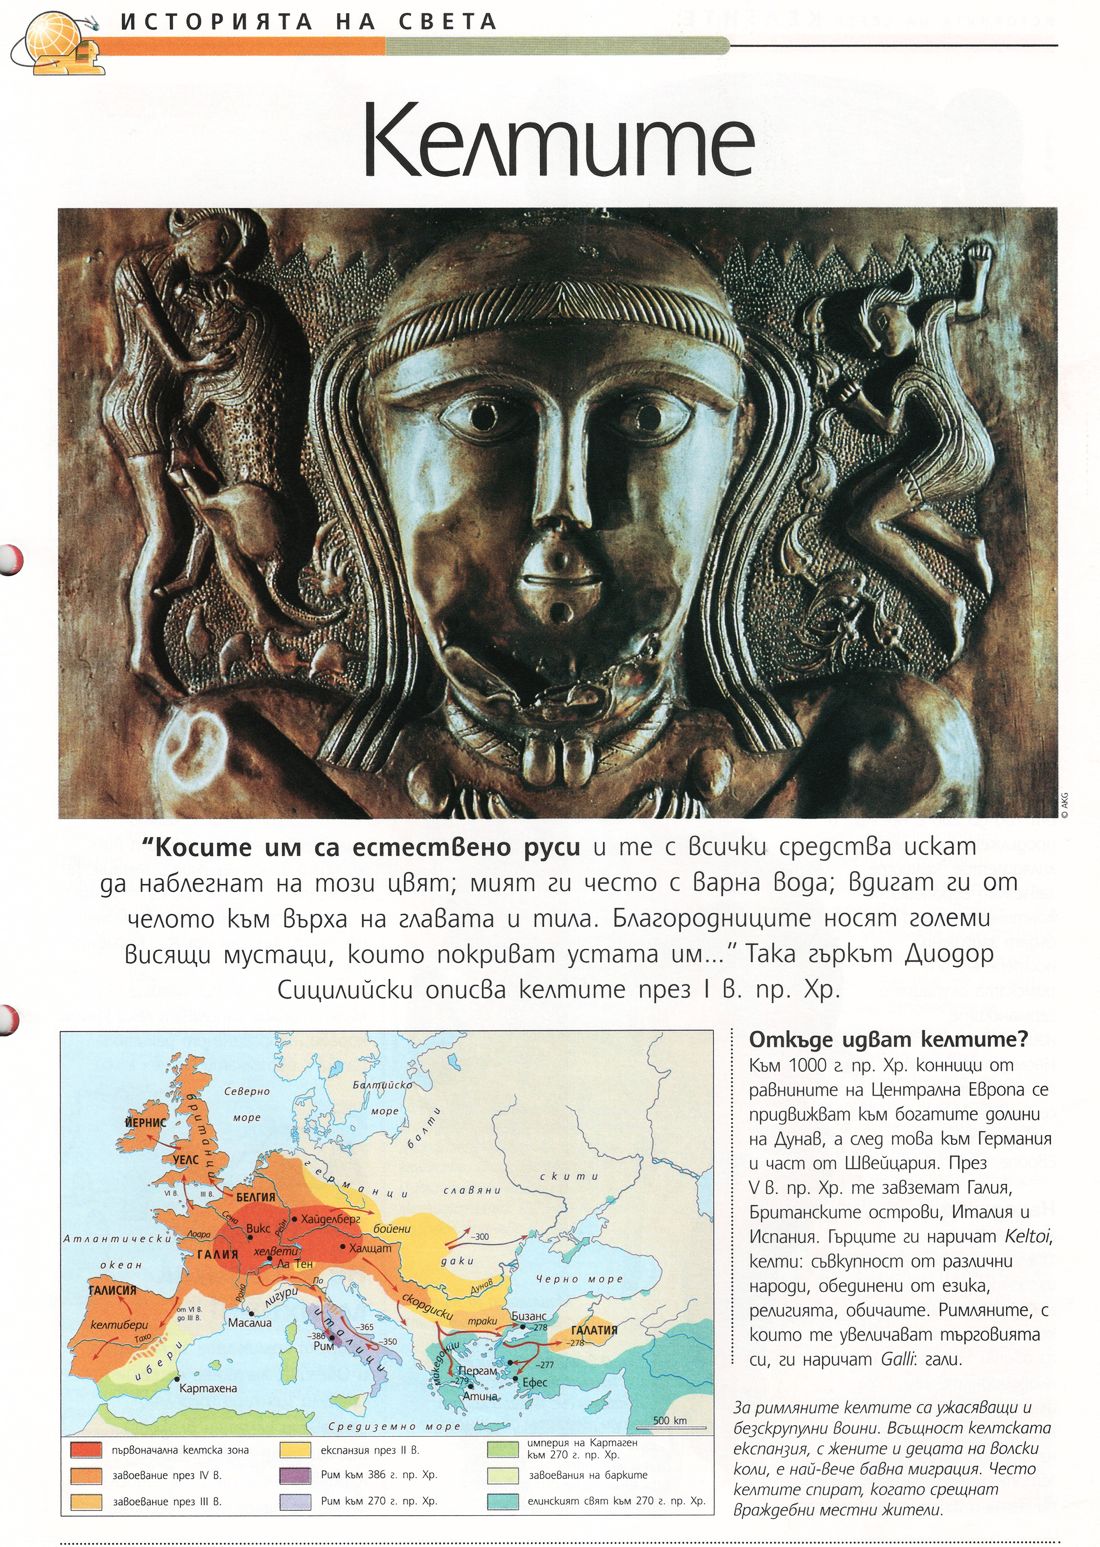 ИСТОРИЯТА НА СВЕТА
Келтите
© AKG
“Косите им са естествено руси и те с всички средства искат
да наблегнат на този цвят; мият ги често с варна вода; вдигат ги от
челото към върха на главата и тила. Благородниците носят големи
висящи мустаци, които покриват устата им...” Така гъркът Диодор
Сицилийски описва келтите през I в. пр. Хр.
Северно
море
Балтийско
море
балти
ЙЕРНИС
британци
УЕЛС
VI в.
III в.
БЕЛГИЯ
германци
славяни
скити
Атлантически
океан
Сена
Лоара
Викс
Рейн
Хайделберг
бойени
ГАЛИЯ
хелвети
Ла Тен
Халщат
−300
даки
Дунав
Черно море
ГАЛИСИЯ
келтибери
Тахо
ибери
от VI в.
до III в.
Рона
Масалия
По
лигури
италици
−386
Рим
−365
−350
скордиски
траки
Бизанс
−278
ГАЛАТИЯ
−278
македонци
−279
Пергам
−277
Ефес
Атина
Картахена
Средиземно море
500 km
първоначална келтска зона
завоевание през IV в.
завоевание през III в.
експанзия през II в.
Рим към 386 г. пр. Хр.
Рим към 270 г. пр. Хр.
империя на Картаген
към 270 г. пр. Хр.
завоевания на барките
елинският свят към 270 г. пр. Хр.
Откъде идват келтите?
Към 1000 г. пр. Хр. конници от
равнините на Централна Европа се
придвижват към богатите долини
на Дунав, а след това към Германия
и част от Швейцария. През
V в. пр. Хр. те завземат Галия,
Британските острови, Италия и
Испания. Гърците ги наричат Keltoi,
келти: съвкупност от различни
народи, обединени от езика,
религията, обичаите. Римляните, с
които те увеличават търговията
си, ги наричат Galli: гали.
За римляните келтите са ужасяващи и
безскрупулни воини. Всъщност келтската
експанзия, с жените и децата на волски
коли, е най-вече бавна миграция. Често
келтите спират, когато срещнат
враждебни местни жители.